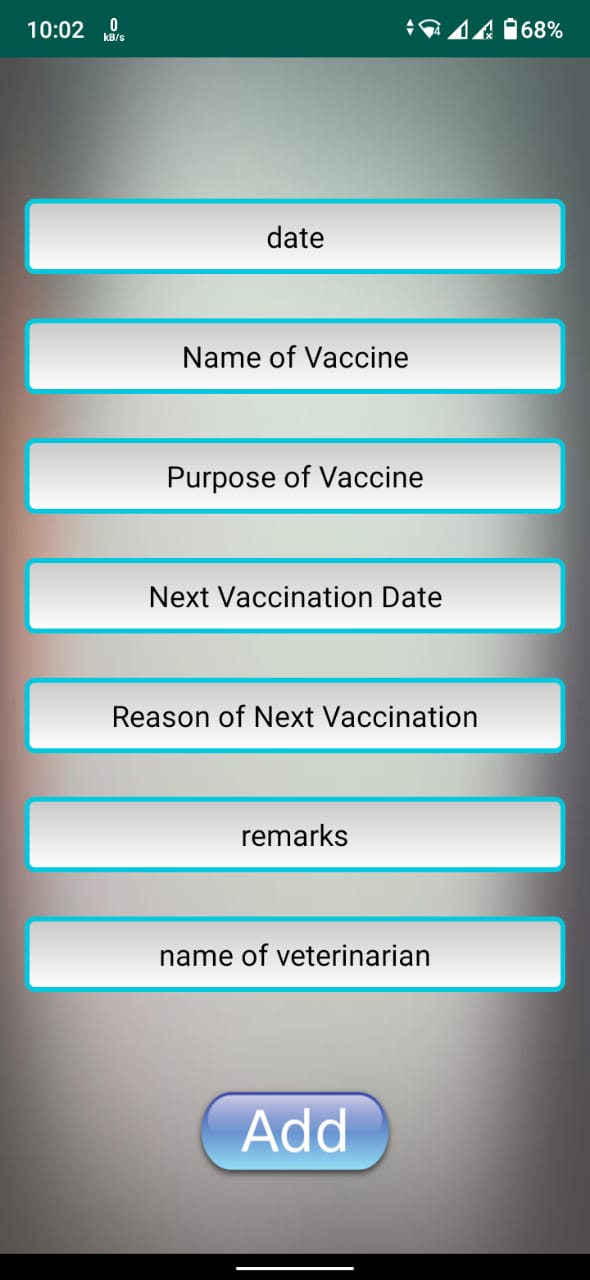 10:02 0 kB/s 4 68%
date
Name of Vaccine
Purpose of Vaccine
Next Vaccination Date
Reason of Next Vaccination
remarks
name of veterinarian
Add